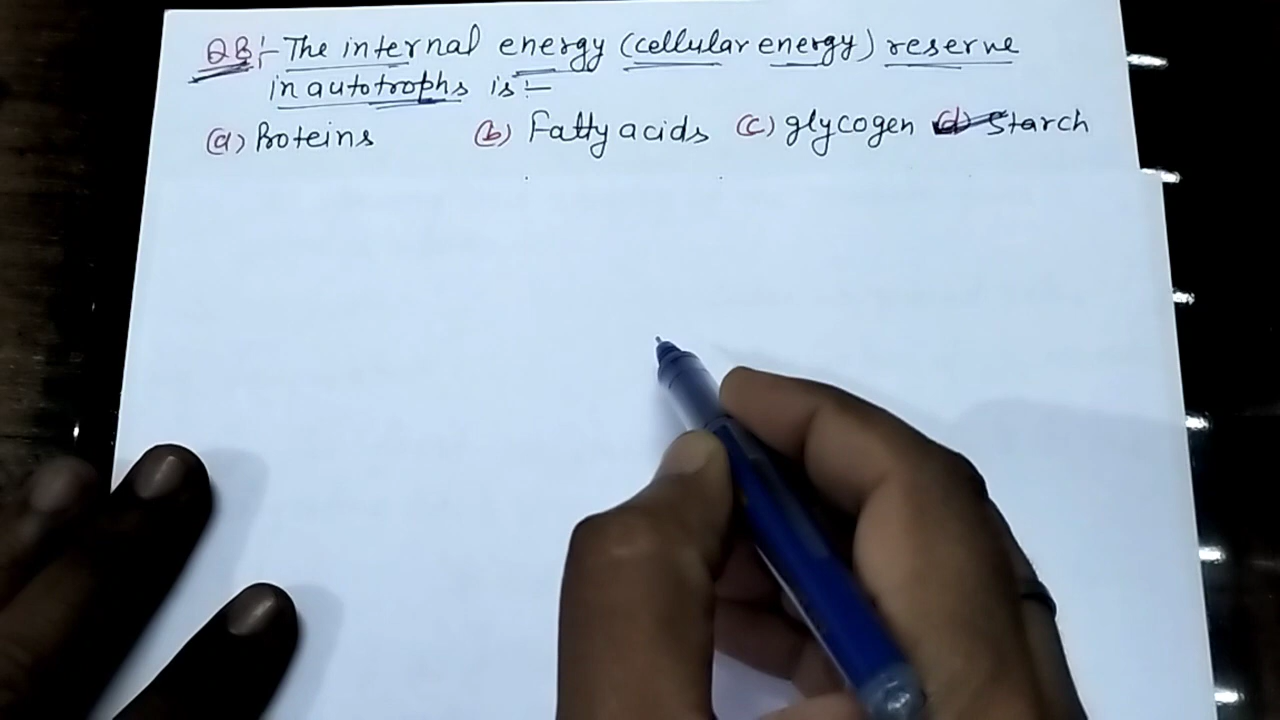 Q8:- The internal energy (cellular energy) reserve
in autotrophs is :-
(a) Proteins (b) Fatty acids (c) glycogen (d) Starch